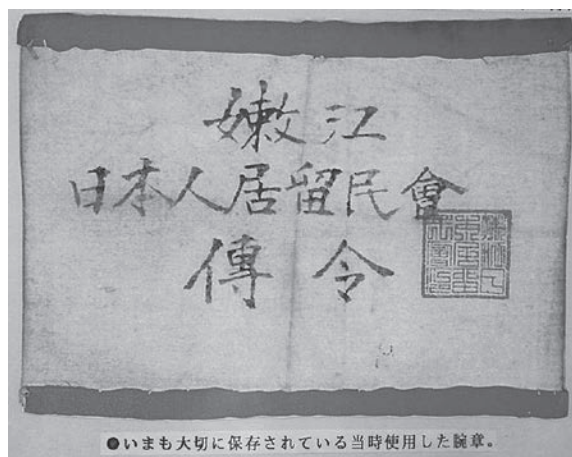 嫩江
日本人居留民會
傳令
●いまも大切に保存されている当時使用した腕章。